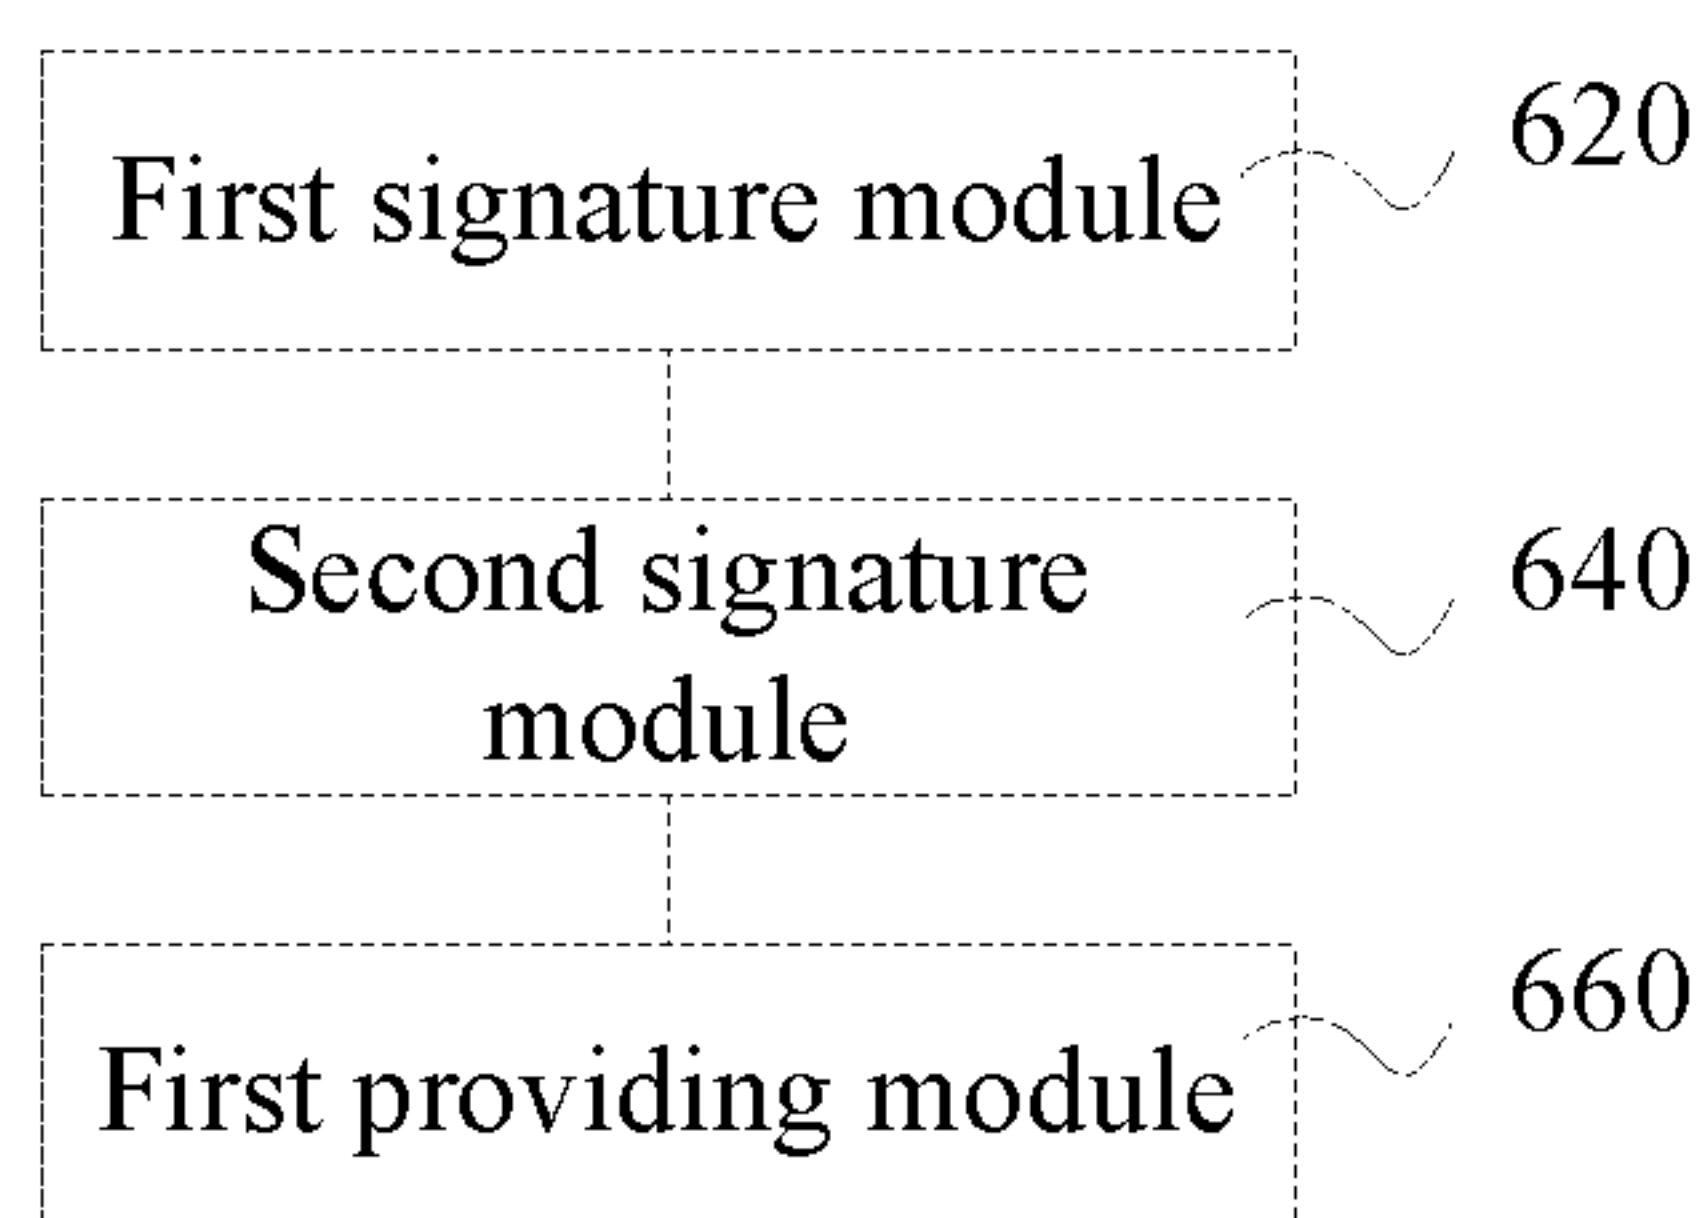 First signature module
620
Second signature
module
640
First providing module
660